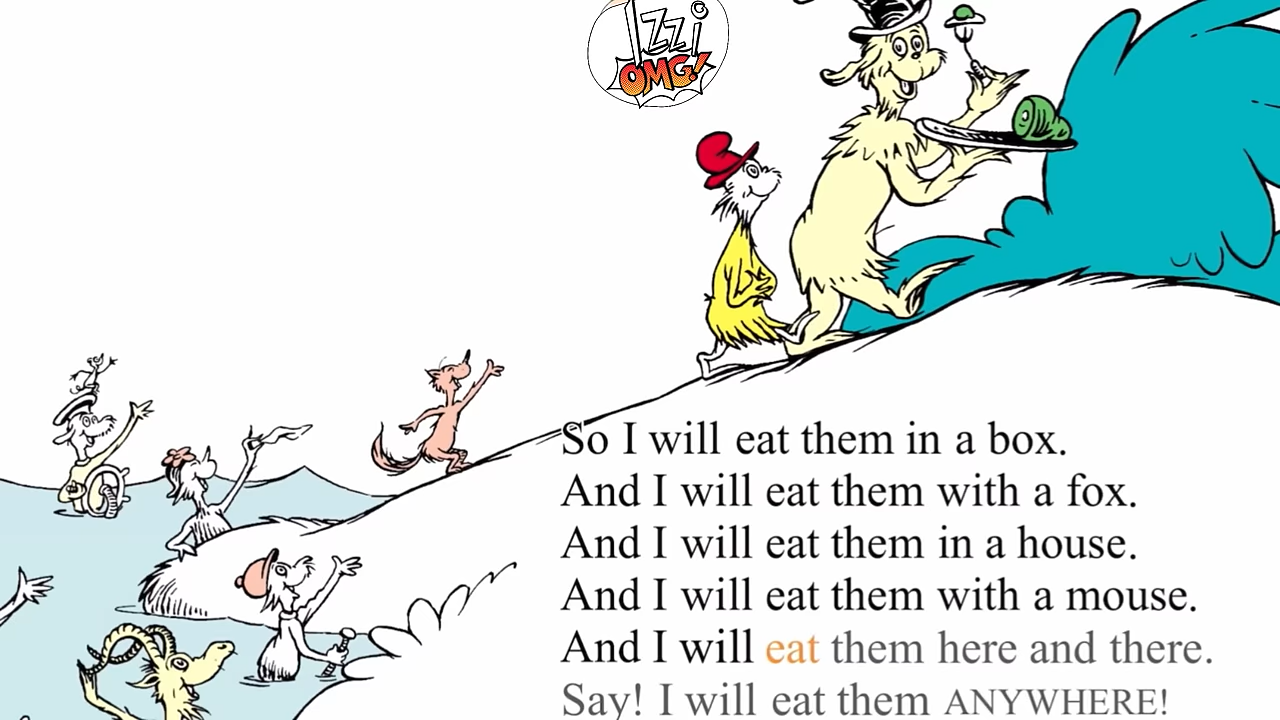 Izzi
OMG!
So I will eat them in a box.
And I will eat them with a fox.
And I will eat them in a house.
And I will eat them with a mouse.
And I will eat them here and there.
Say! I will eat them ANYWHERE!